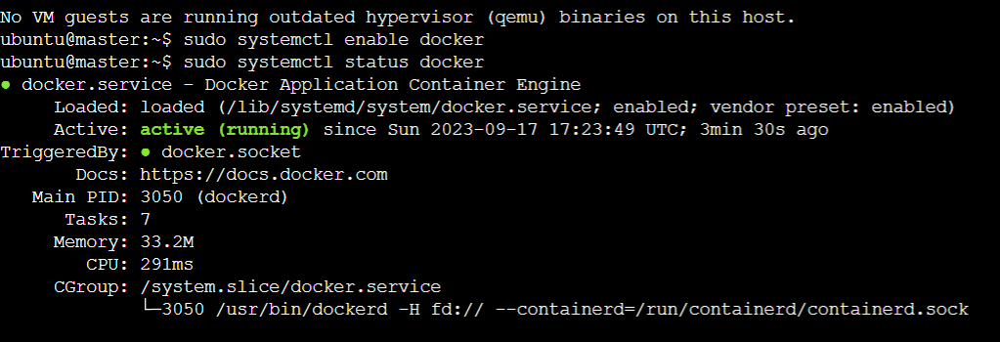 No VM guests are running outdated hypervisor (qemu) binaries on this host.
ubuntu@master:~$ sudo systemctl enable docker
ubuntu@master:~$ sudo systemctl status docker
● docker.service - Docker Application Container Engine
     Loaded: loaded (/lib/systemd/system/docker.service; enabled; vendor preset: enabled)
     Active: active (running) since Sun 2023-09-17 17:23:49 UTC; 3min 30s ago
TriggeredBy: ● docker.socket
       Docs: https://docs.docker.com
   Main PID: 3050 (dockerd)
      Tasks: 7
     Memory: 33.2M
        CPU: 291ms
     CGroup: /system.slice/docker.service
             └─3050 /usr/bin/dockerd -H fd:// --containerd=/run/containerd/containerd.sock